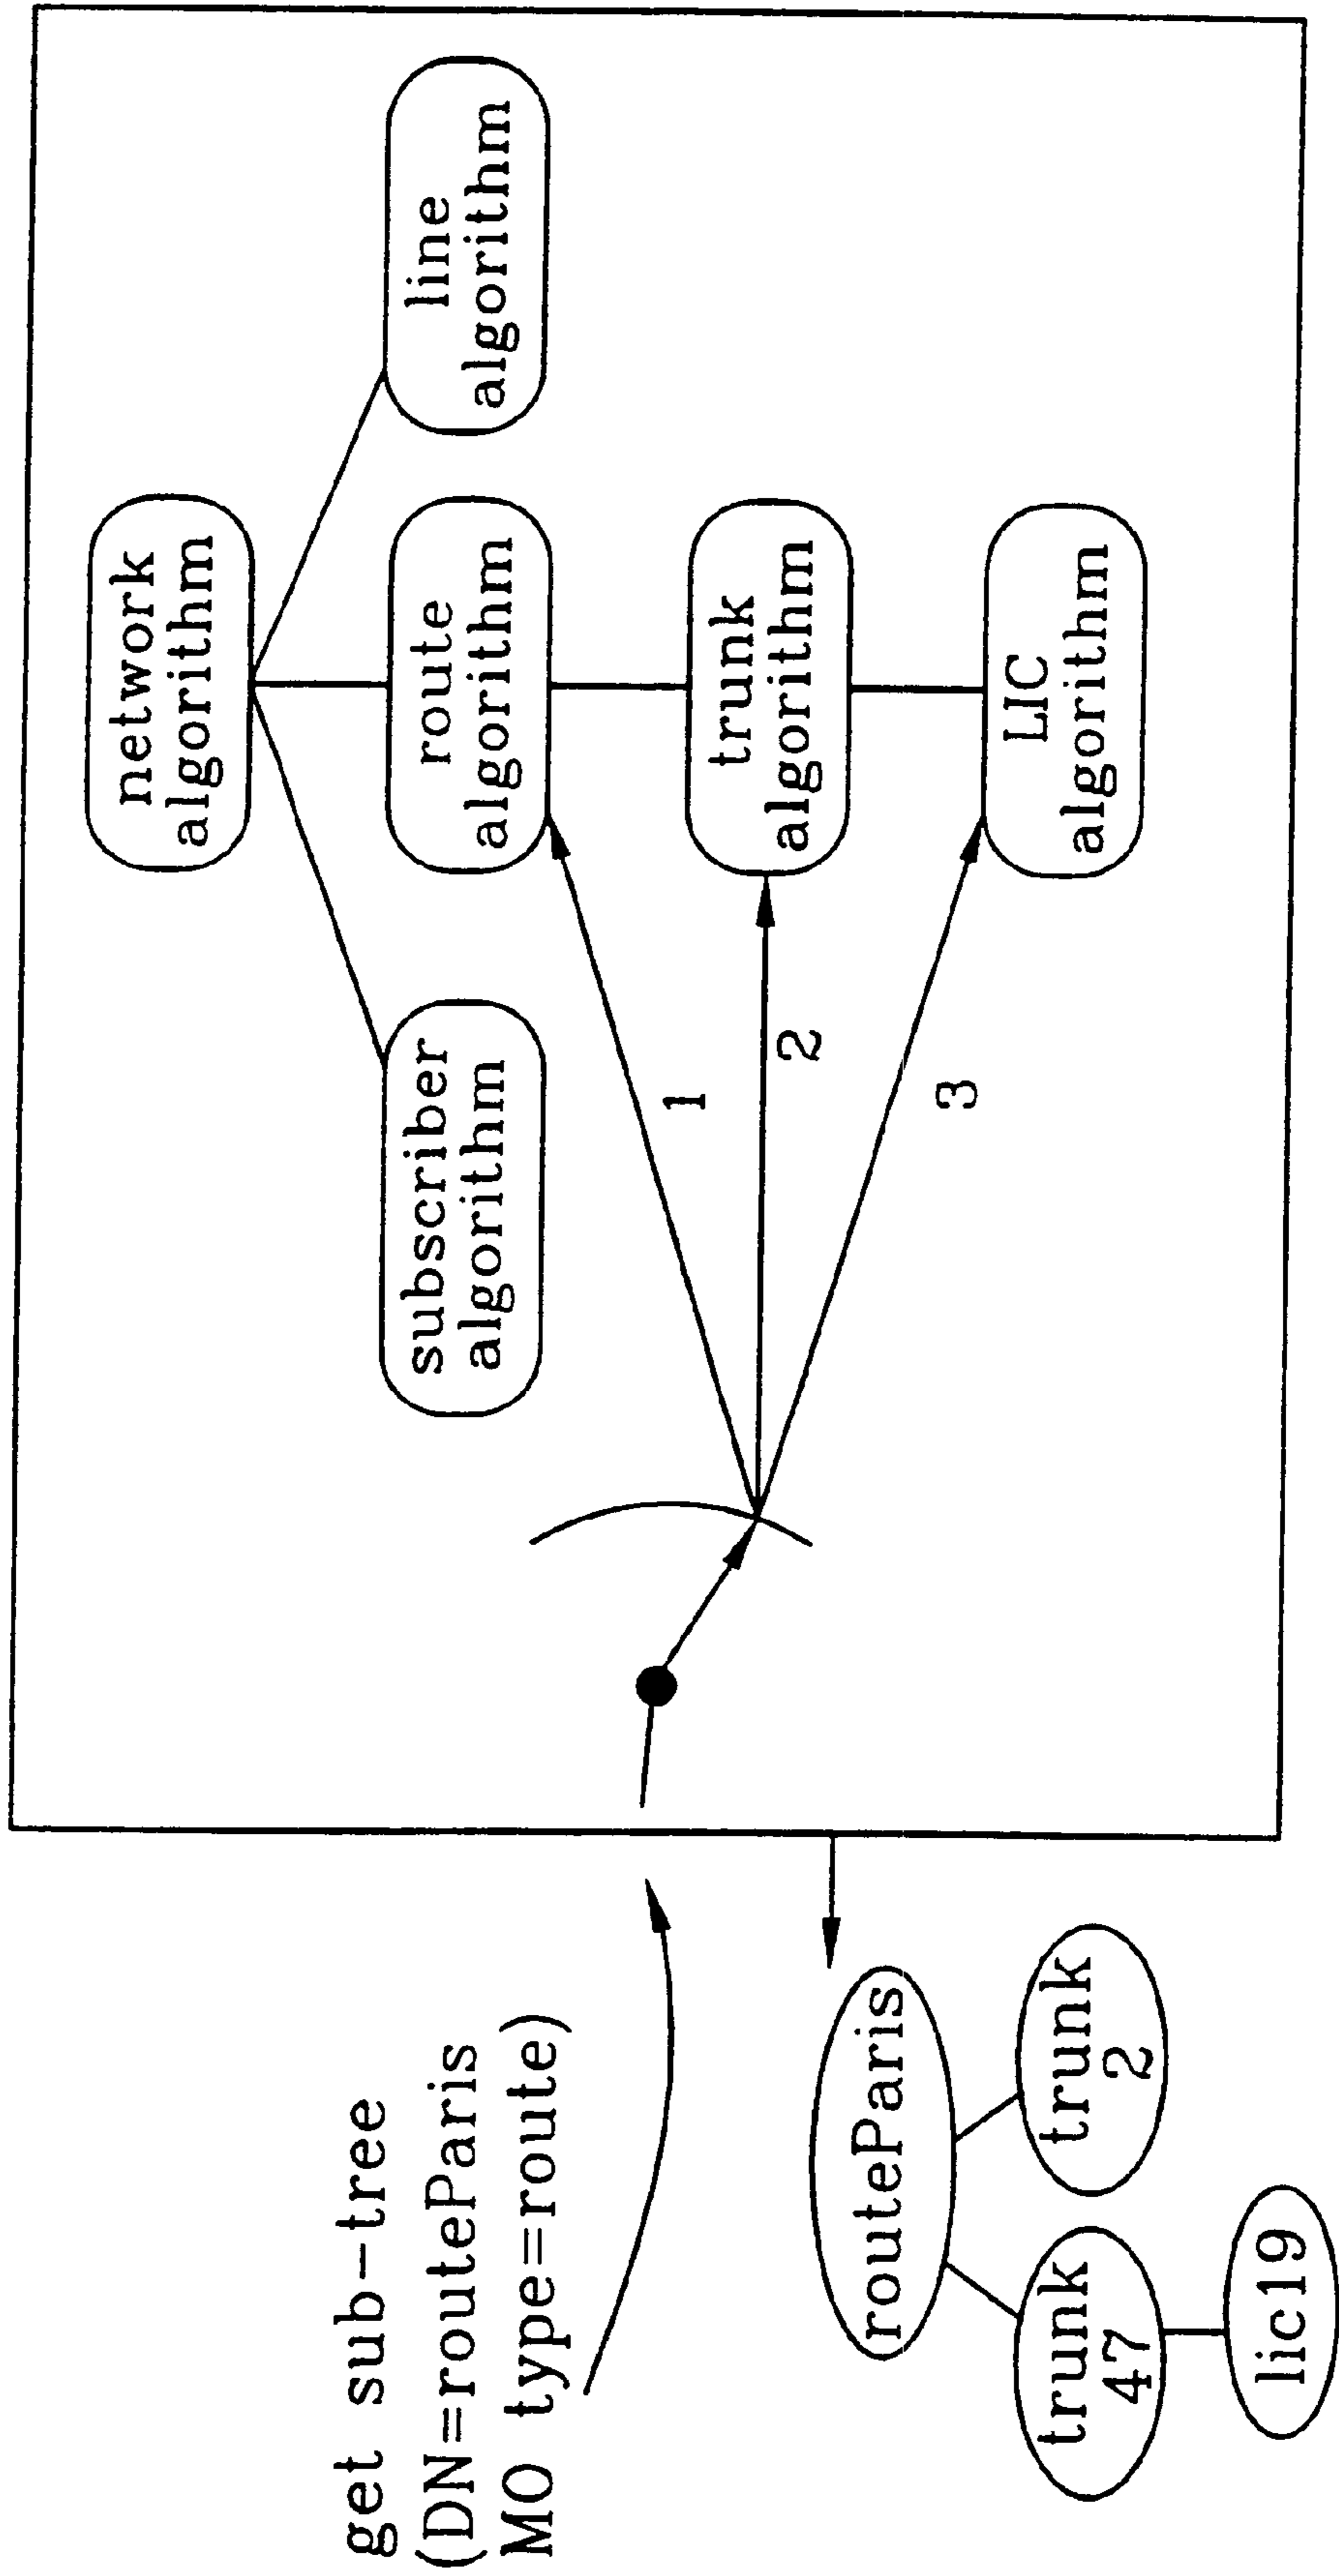 get sub-tree
(DN=routeParis
MO type=route)
network
algorithm
subscriber
algorithm
route
algorithm
line
algorithm
1
2
3
trunk
algorithm
LIC
algorithm
routeParis
trunk
47
trunk
2
lic19